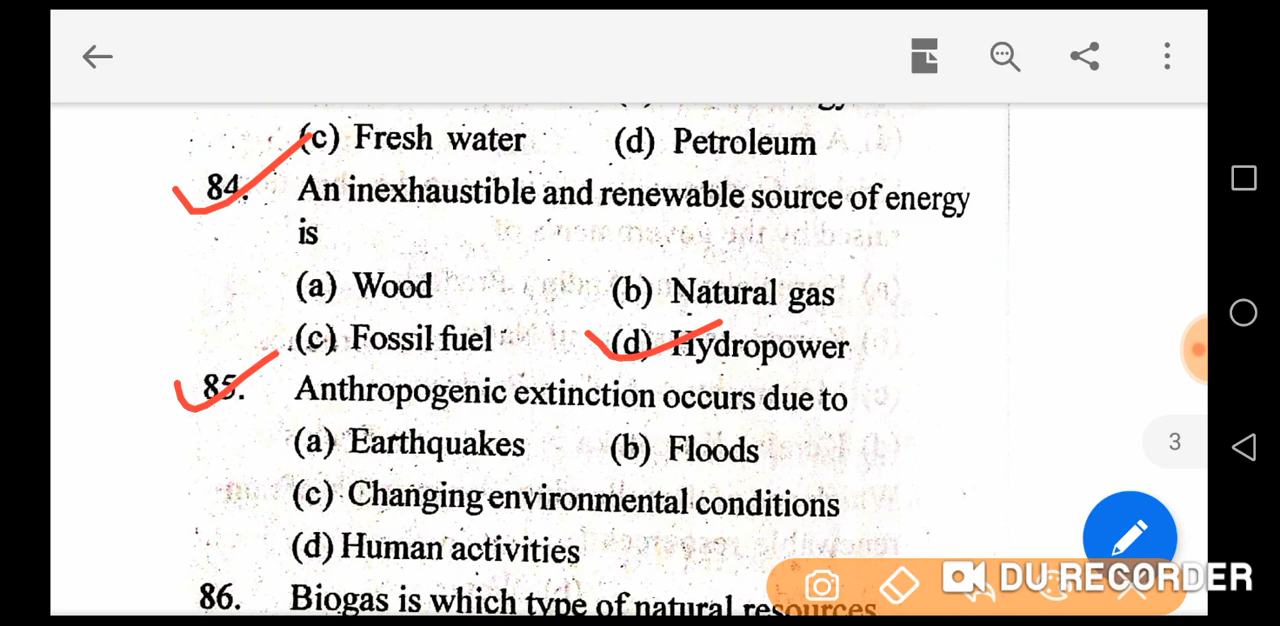 (c) Fresh water (d) Petroleum
84. An inexhaustible and renewable source of energy
is
(a) Wood (b) Natural gas
(c) Fossil fuel (d) Hydropower
85. Anthropogenic extinction occurs due to
(a) Earthquakes (b) Floods
(c) Changing environmental conditions
(d) Human activities
86. Biogas is which type of natural resources
3
DU RECORDER